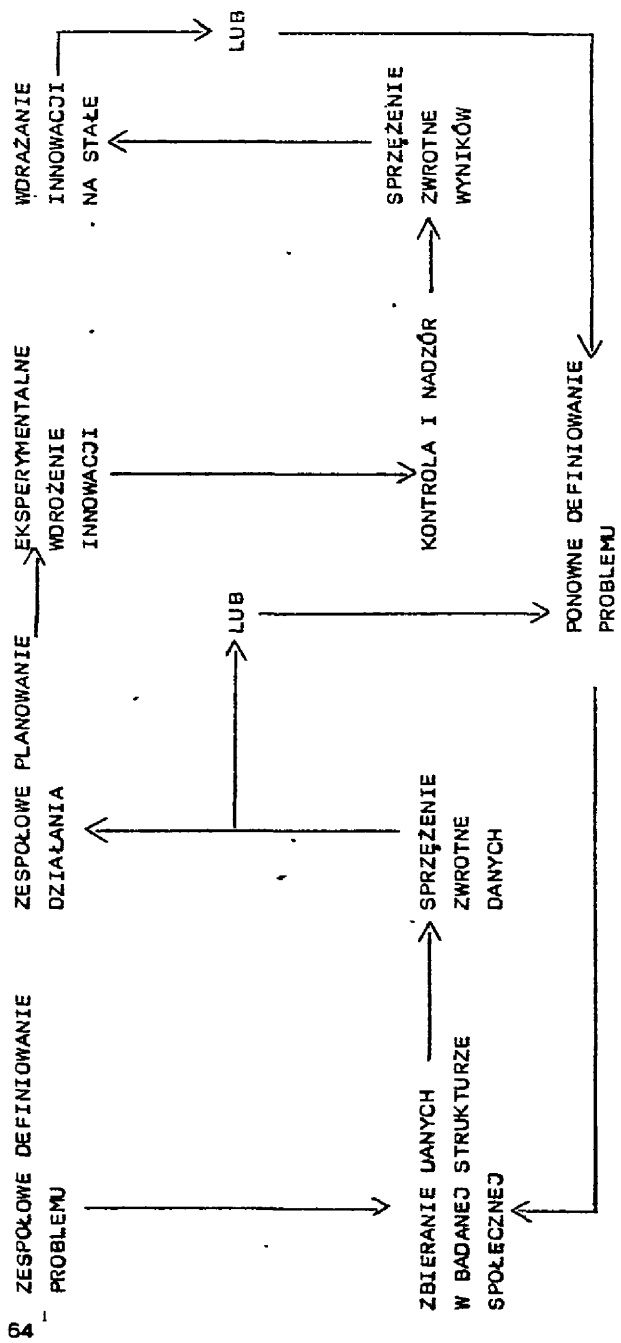 64
ZESPOŁOWE DEFINIOWANIE
PROBLEMU
ZESPOŁOWE PLANOWANIE
DZIAŁANIA
EKSPERYMENTALNE
WDROŻENIE
INNOWACJI
WDRAŻANIE
INNOWACJI
NA STAŁE
LUB
LUB
ZBIERANIE DANYCH
W BADANEJ STRUKTURZE
SPOŁECZNEJ
SPRZĘŻENIE
ZWROTNE
DANYCH
KONTROLA I NADZÓR
SPRZĘŻENIE
ZWROTNE
WYNIKÓW
PONOWNE DEFINIOWANIE
PROBLEMU